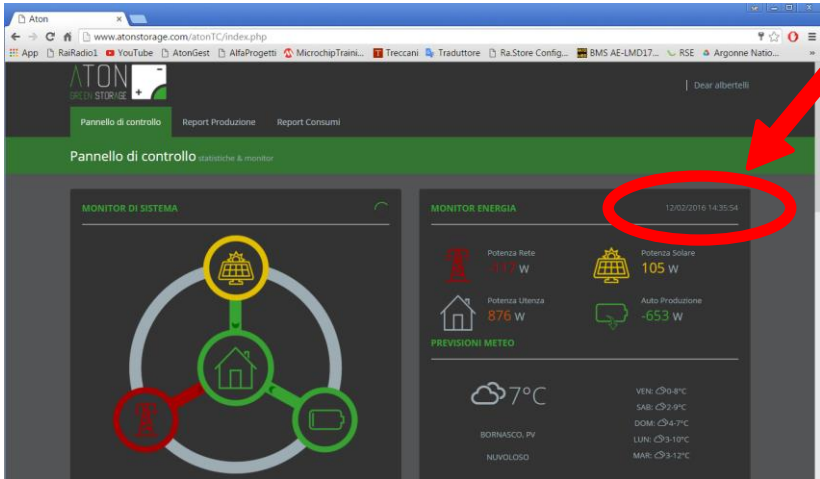 Aton
www.atonstorage.com/atonTC/index.php
App RaiRadio1 YouTube AtonGest AlfaProgetti MicrochipTraini... Treccani Traduttore Ra.Store Config... BMS AE-LMD17... RSE Argonne Natio... »
ATON
GREEN STORAGE
Dear albertelli
Pannello di controllo Report Produzione Report Consumi
Pannello di controllo statistiche & monitor
MONITOR DI SISTEMA
MONITOR ENERGIA 12/02/2016 14:35:54
Potenza Rete
W
Potenza Solare
105 W
Potenza Utenza
876 W
Auto Produzione
-653 W
PREVISIONI METEO
7°C
BORNASCO, PV
NUVOLOSO
VEN: 0-8°C
SAB: 2-9°C
DOM: 4-7°C
LUN: 3-10°C
MAR: 3-12°C